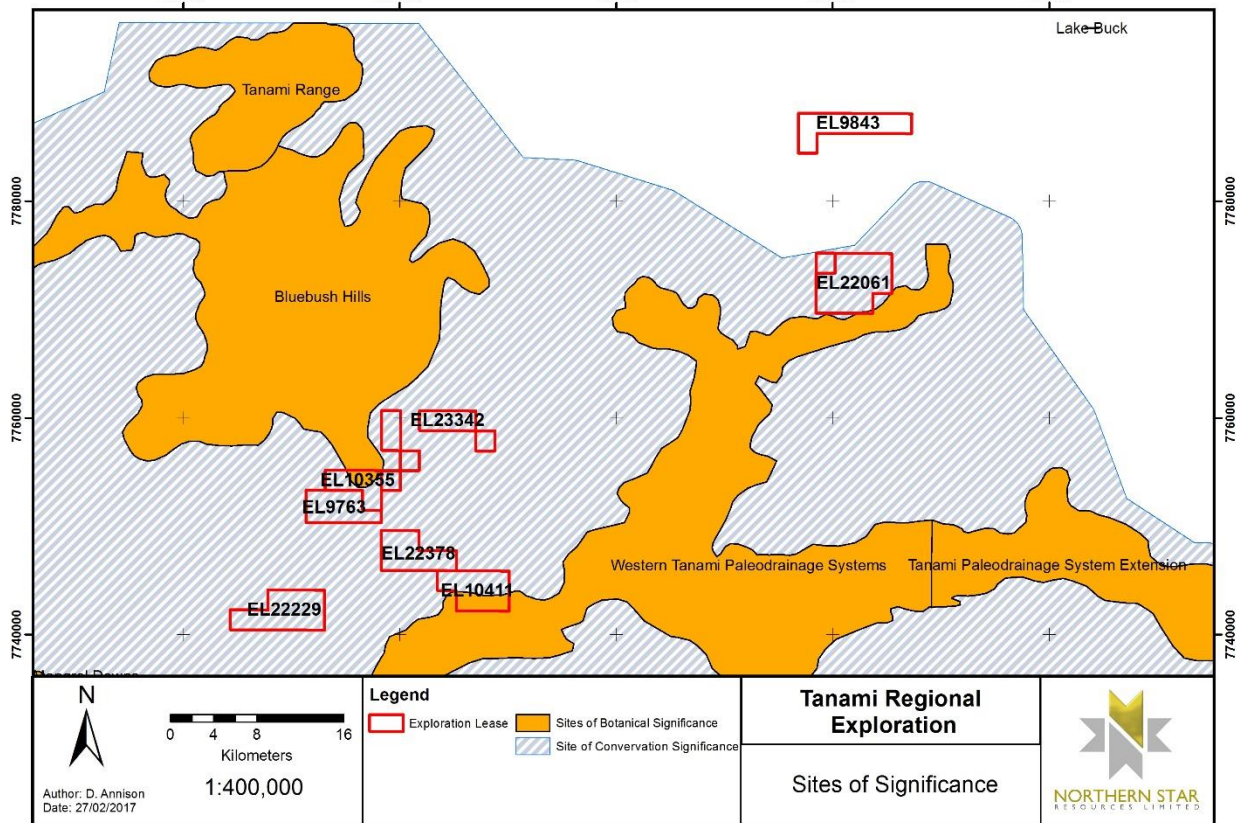 Lake Buck
Tanami Range
EL9843
7780000
7780000
EL22061
Bluebush Hills
7760000
7760000
EL23342
EL10355
EL9763
EL22378
Western Tanami Paleodrainage Systems
Tanami Paleodrainage System Extension
EL10411
EL22229
7740000
7740000
N
0 4 8 16
Kilometers
1:400,000
Author: D. Annison
Date: 27/02/2017
Legend
Exploration Lease
Sites of Botanical Significance
Site of Convervation Significance
Tanami Regional
Exploration
Sites of Significance
NORTHERN STAR
RESOURCES LIMITED